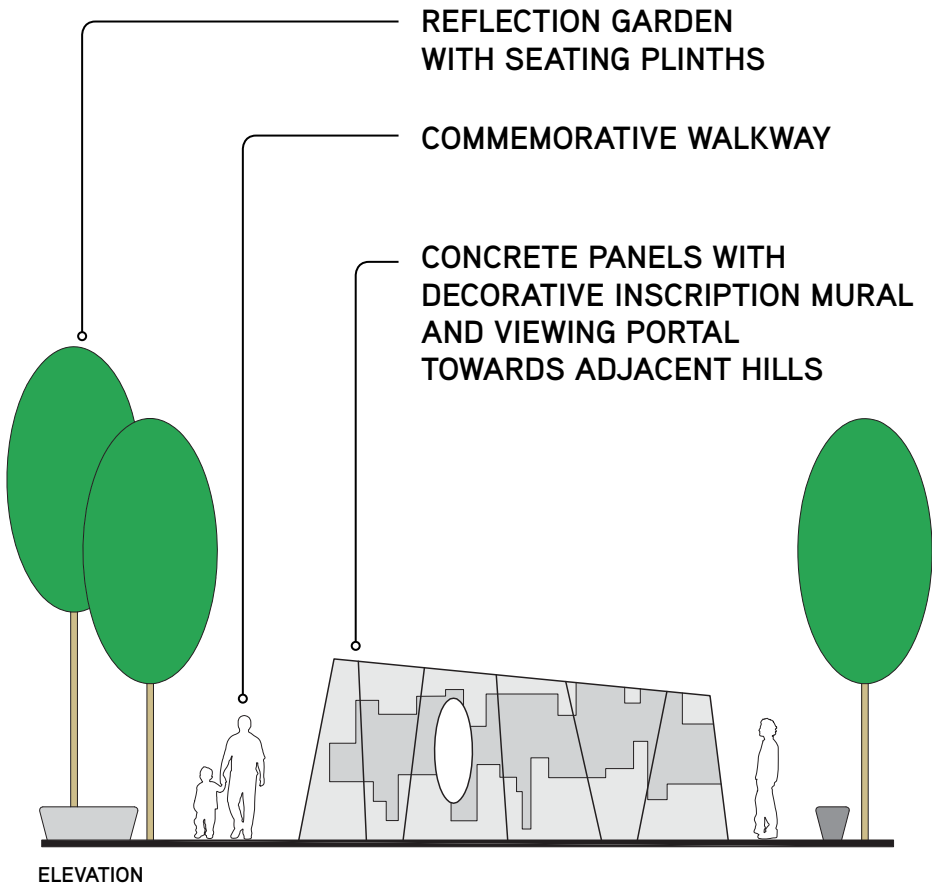 REFLECTION GARDEN
WITH SEATING PLINTHS
COMMEMORATIVE WALKWAY
CONCRETE PANELS WITH
DECORATIVE INSCRIPTION MURAL
AND VIEWING PORTAL
TOWARDS ADJACENT HILLS
ELEVATION